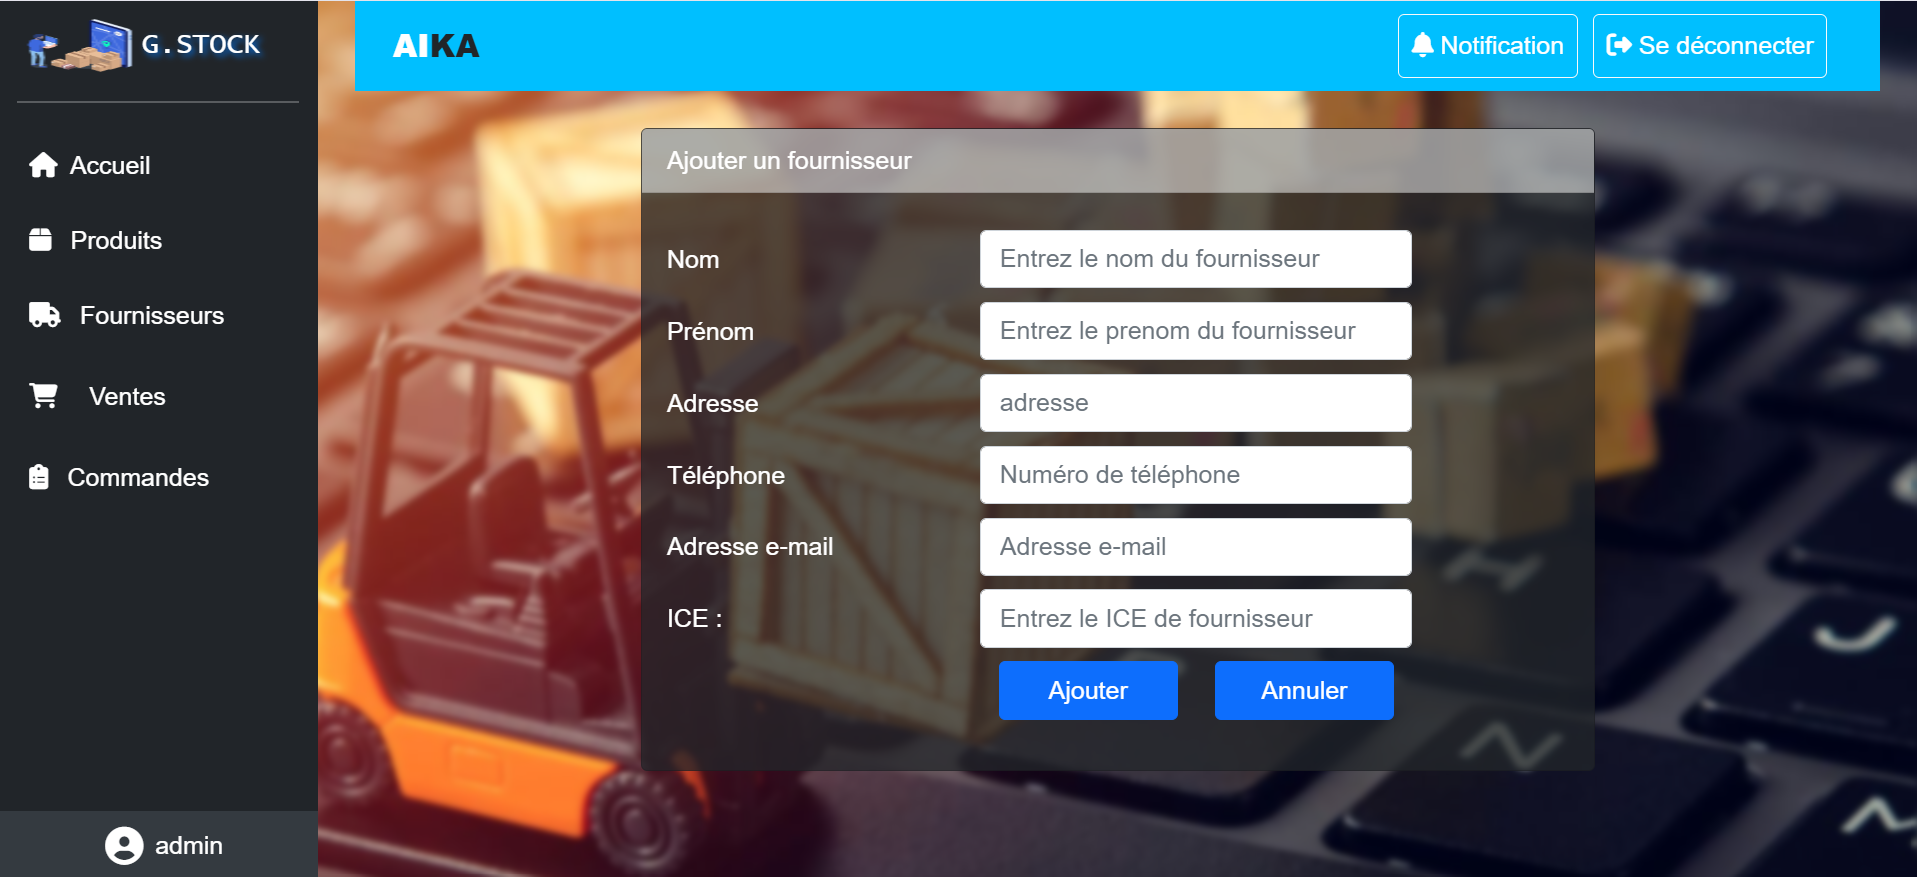 G.STOCK
AIKA
Notification
Se déconnecter
Accueil
Produits
Fournisseurs
Ventes
Commandes
admin
Ajouter un fournisseur
Nom
Entrez le nom du fournisseur
Prénom
Entrez le prenom du fournisseur
Adresse
adresse
Téléphone
Numéro de téléphone
Adresse e-mail
Adresse e-mail
ICE :
Entrez le ICE de fournisseur
Ajouter
Annuler
H
J
N
M